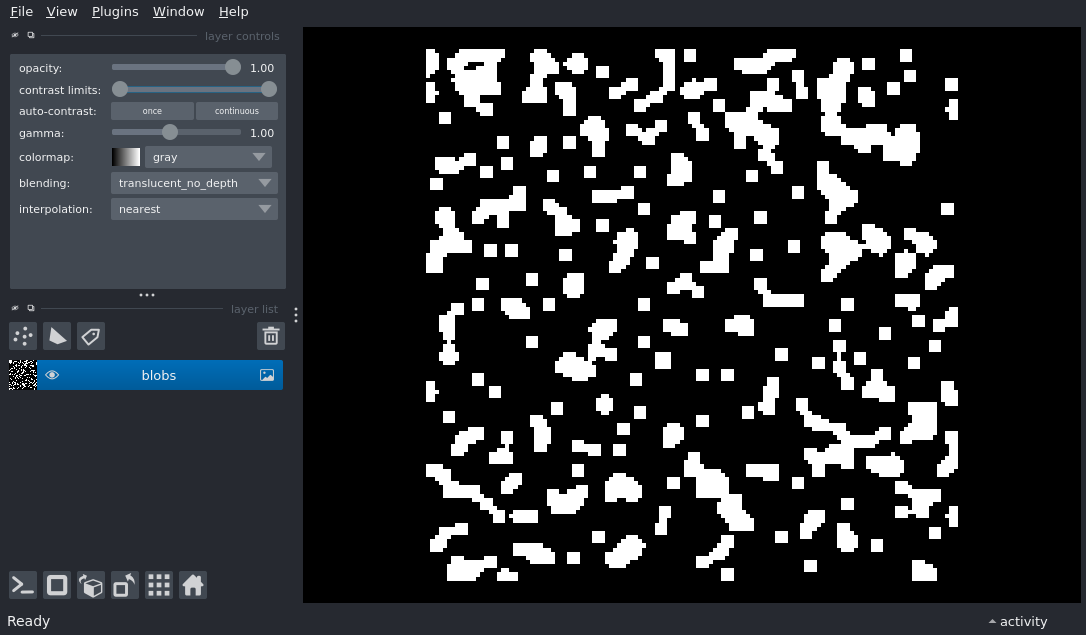 File View Plugins Window Help
layer controls
opacity: 1.00
contrast limits:
auto-contrast: once continuous
gamma: 1.00
colormap: gray
blending: translucent_no_depth
interpolation: nearest
layer list
blobs
Ready activity